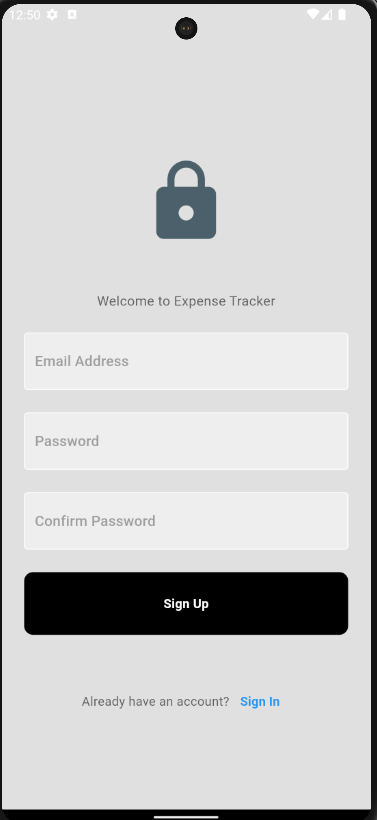 12:50
Welcome to Expense Tracker
Email Address
Password
Confirm Password
Sign Up
Already have an account? Sign In